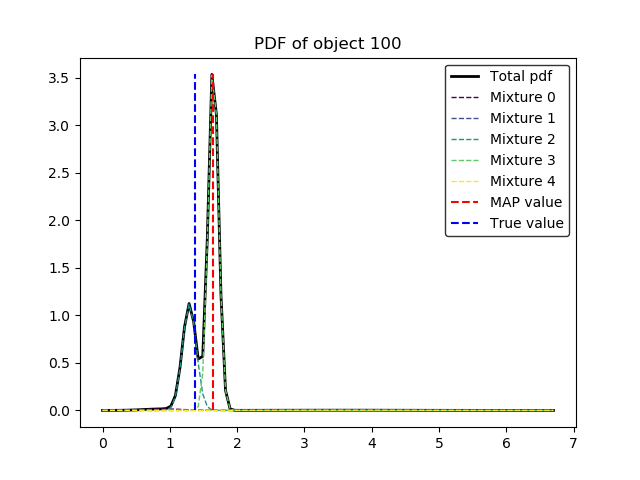 PDF of object 100
Total pdf
Mixture 0
Mixture 1
Mixture 2
Mixture 3
Mixture 4
MAP value
True value
3.5
3.0
2.5
2.0
1.5
1.0
0.5
0.0
0 1 2 3 4 5 6 7